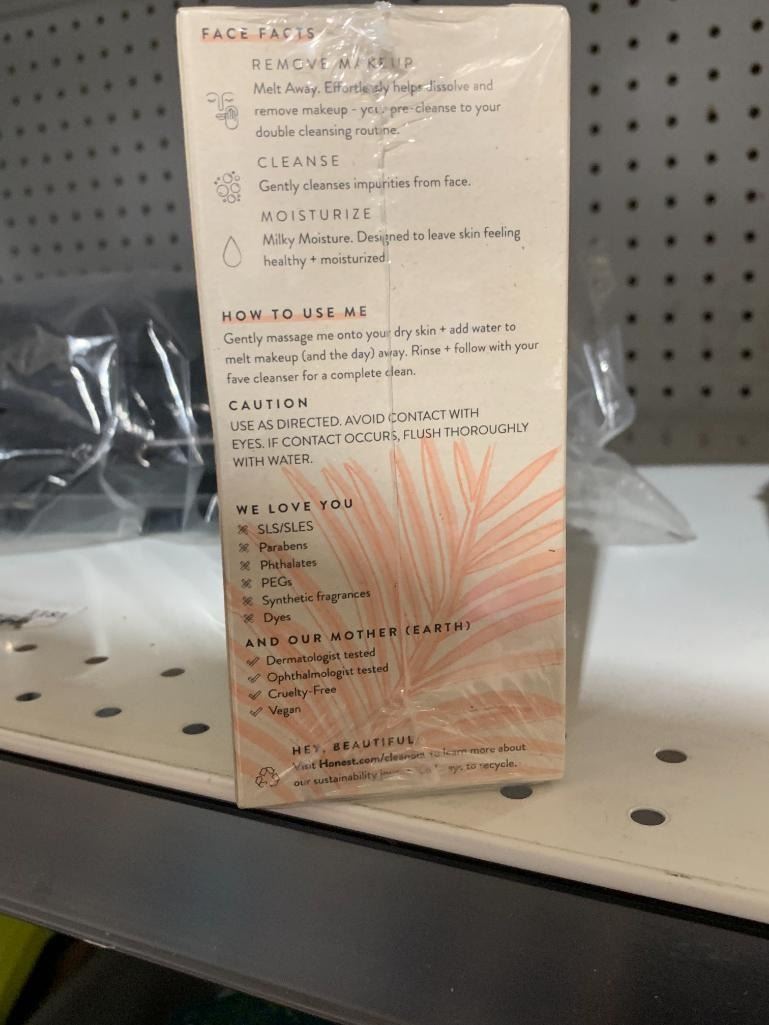 FACE FACTS
REMOVE MAKEUP
Melt Away. Effortlessly helps dissolve and
remove makeup - your pre-cleanse to your
double cleansing routine.
CLEANSE
Gently cleanses impurities from face.
MOISTURIZE
Milky Moisture. Designed to leave skin feeling
healthy + moisturized.
HOW TO USE ME
Gently massage me onto your dry skin + add water to
melt makeup (and the day) away. Rinse + follow with your
fave cleanser for a complete clean.
CAUTION
USE AS DIRECTED. AVOID CONTACT WITH
EYES. IF CONTACT OCCURS, FLUSH THOROUGHLY
WITH WATER.
WE LOVE YOU
SLS/SLES
Parabens
Phthalates
PEGs
Synthetic fragrances
Dyes
AND OUR MOTHER (EARTH)
Dermatologist tested
Ophthalmologist tested
Cruelty-Free
Vegan
HEY, BEAUTIFUL
Visit to learn more about
our sustainability to recycle.